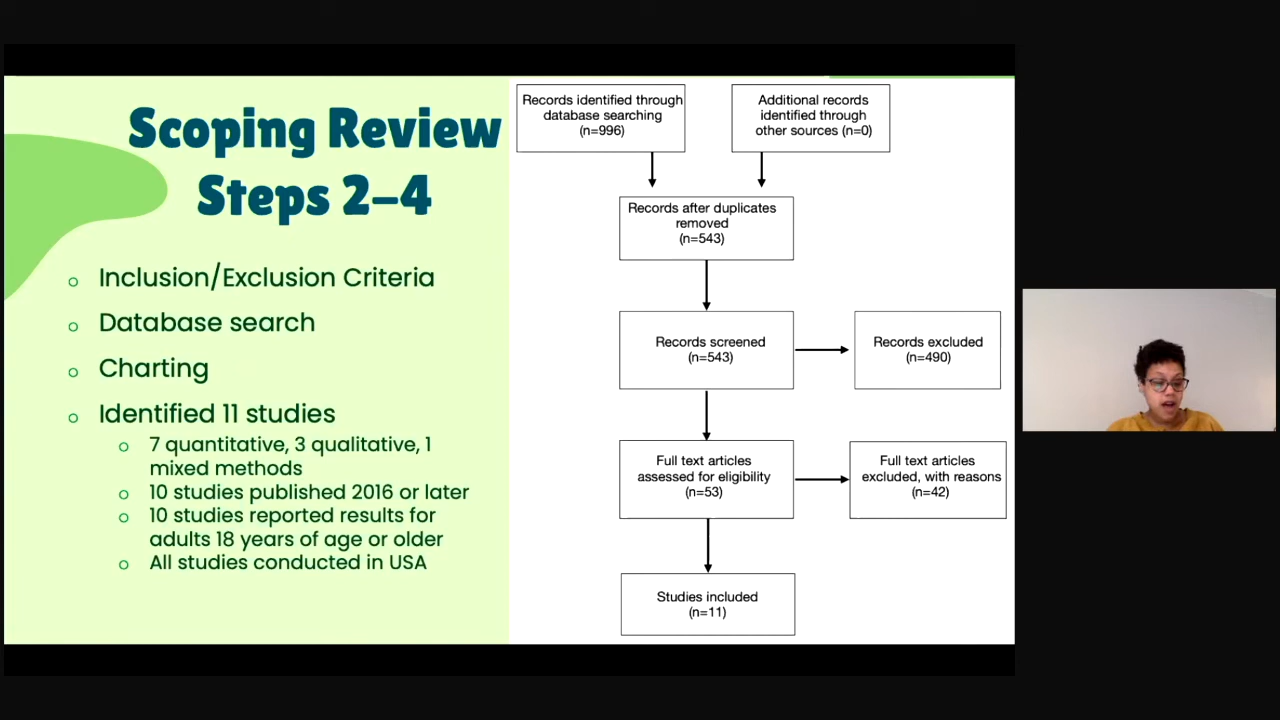 Scoping Review
Steps 2-4
Inclusion/Exclusion Criteria
Database search
Charting
Identified 11 studies
7 quantitative, 3 qualitative, 1
mixed methods
10 studies published 2016 or later
10 studies reported results for
adults 18 years of age or older
All studies conducted in USA
Records identified through
database searching
(n=996)
Additional records
identified through
other sources (n=0)
Records after duplicates
removed
(n=543)
Records screened
(n=543)
Records excluded
(n=490)
Full text articles
assessed for eligibility
(n=53)
Full text articles
excluded, with reasons
(n=42)
Studies included
(n=11)